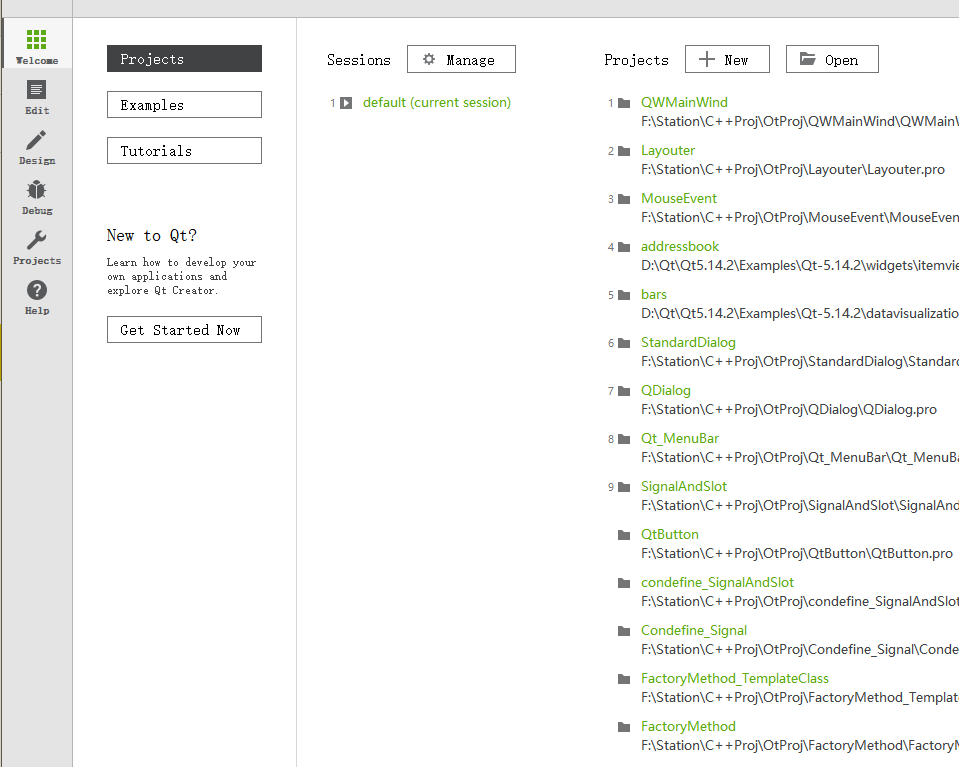 Welcome
Edit
Design
Debug
Projects
Help
Projects
Examples
Tutorials
New to Qt?
Learn how to develop your
own applications and
explore Qt Creator.
Get Started Now
Sessions
Manage
1 default (current session)
Projects
New
Open
1 QWMainWind
F:\Station\C++Proj\OtProj\QWMainWind\QWMainW
2 Layouter
F:\Station\C++Proj\OtProj\Layouter\Layouter.pro
3 MouseEvent
F:\Station\C++Proj\OtProj\MouseEvent\MouseEven
4 addressbook
D:\Qt\Qt5.14.2\Examples\Qt-5.14.2\widgets\itemvie
5 bars
D:\Qt\Qt5.14.2\Examples\Qt-5.14.2\datavisualizatio
6 StandardDialog
F:\Station\C++Proj\OtProj\StandardDialog\Standard
7 QDialog
F:\Station\C++Proj\OtProj\QDialog\QDialog.pro
8 Qt_MenuBar
F:\Station\C++Proj\OtProj\Qt_MenuBar\Qt_MenuBa
9 SignalAndSlot
F:\Station\C++Proj\OtProj\SignalAndSlot\SignalAnd
QtButton
F:\Station\C++Proj\OtProj\QtButton\QtButton.pro
condefine_SignalAndSlot
F:\Station\C++Proj\OtProj\condefine_SignalAndSlot
Condefine_Signal
F:\Station\C++Proj\OtProj\Condefine_Signal\Conde
FactoryMethod_TemplateClass
F:\Station\C++Proj\OtProj\FactoryMethod_Template
FactoryMethod
F:\Station\C++Proj\OtProj\FactoryMethod\FactoryM